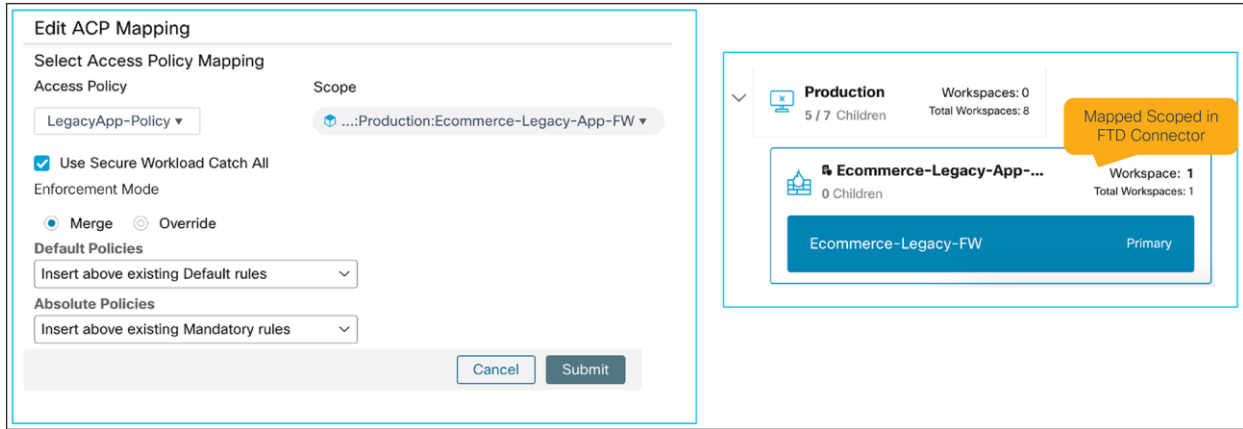 Edit ACP Mapping
Select Access Policy Mapping
Access Policy
Scope
LegacyApp-Policy
...:Production:Ecommerce-Legacy-App-FW
Use Secure Workload Catch All
Enforcement Mode
Merge
Override
Default Policies
Insert above existing Default rules
Absolute Policies
Insert above existing Mandatory rules
Cancel
Submit
Production
5 / 7 Children
Workspaces: 0
Total Workspaces: 8
Mapped Scoped in
FTD Connector
Ecommerce-Legacy-App-...
0 Children
Workspace: 1
Total Workspaces: 1
Ecommerce-Legacy-FW
Primary